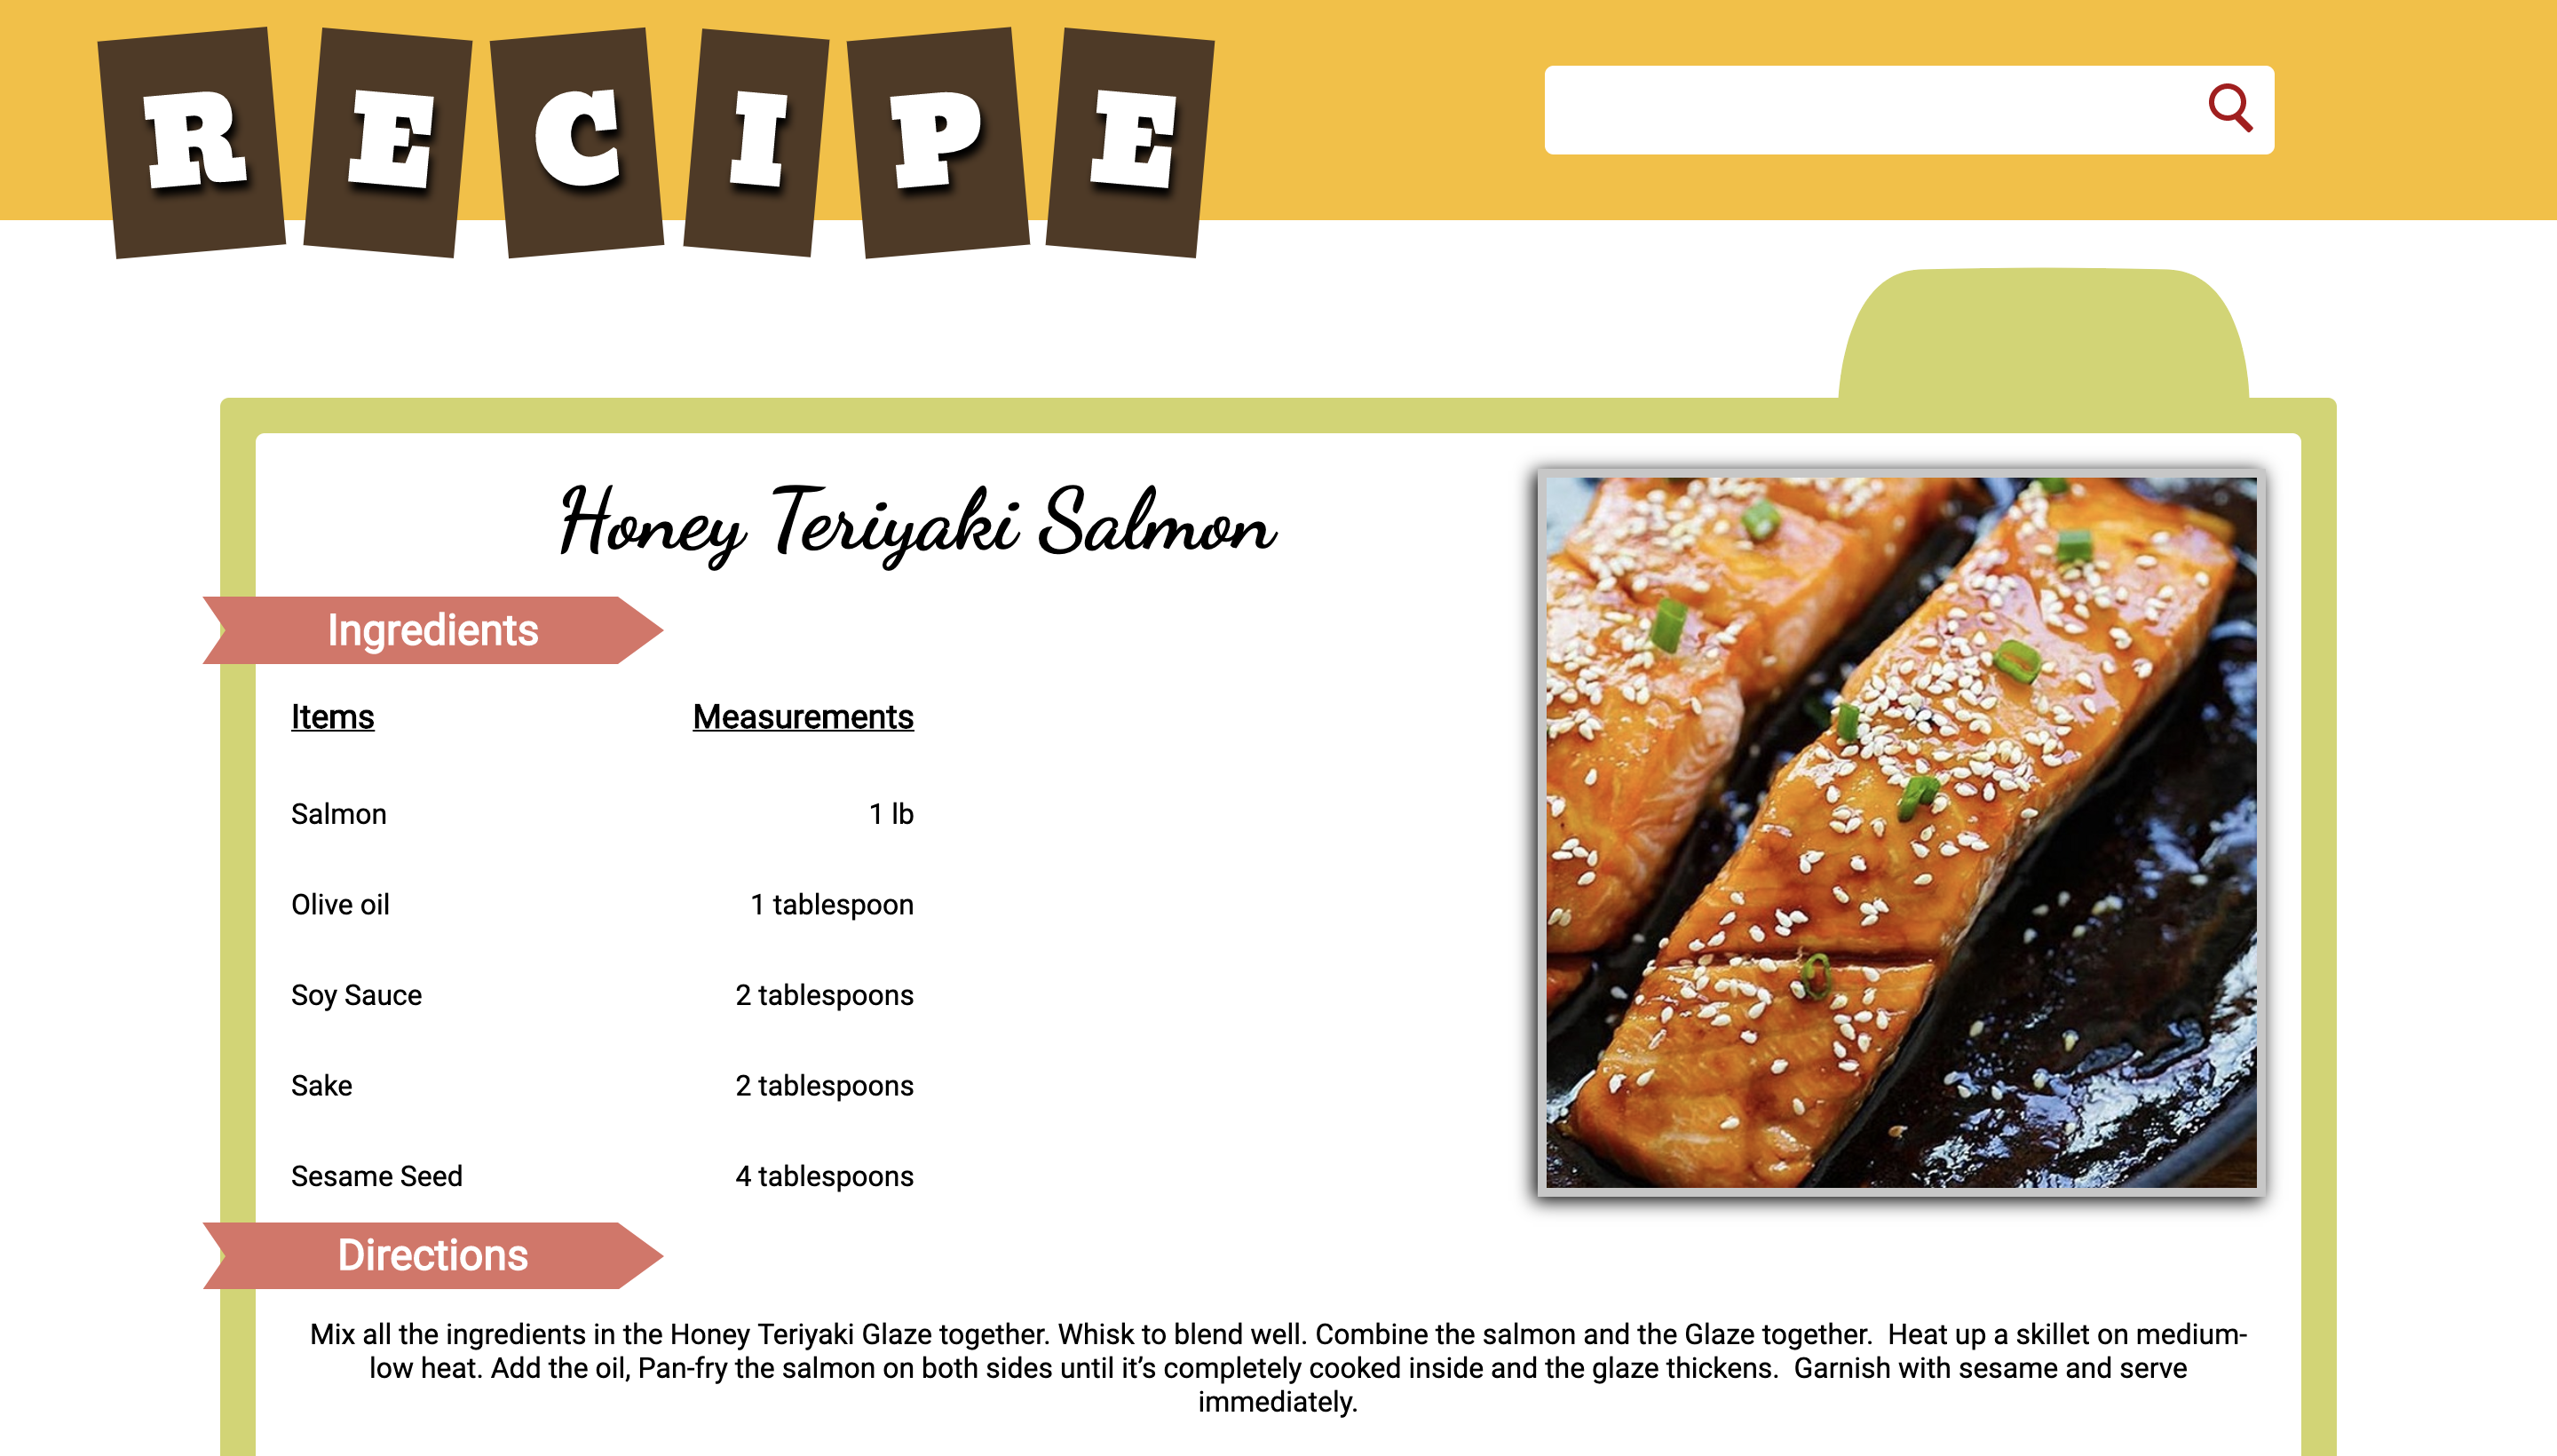 RECIPE
Honey Teriyaki Salmon
Ingredients
Items Measurements
Salmon 1 lb
Olive oil 1 tablespoon
Soy Sauce 2 tablespoons
Sake 2 tablespoons
Sesame Seed 4 tablespoons
Directions
Mix all the ingredients in the Honey Teriyaki Glaze together. Whisk to blend well. Combine the salmon and the Glaze together.  Heat up a skillet on medium-
low heat. Add the oil, Pan-fry the salmon on both sides until it’s completely cooked inside and the glaze thickens.  Garnish with sesame and serve
immediately.